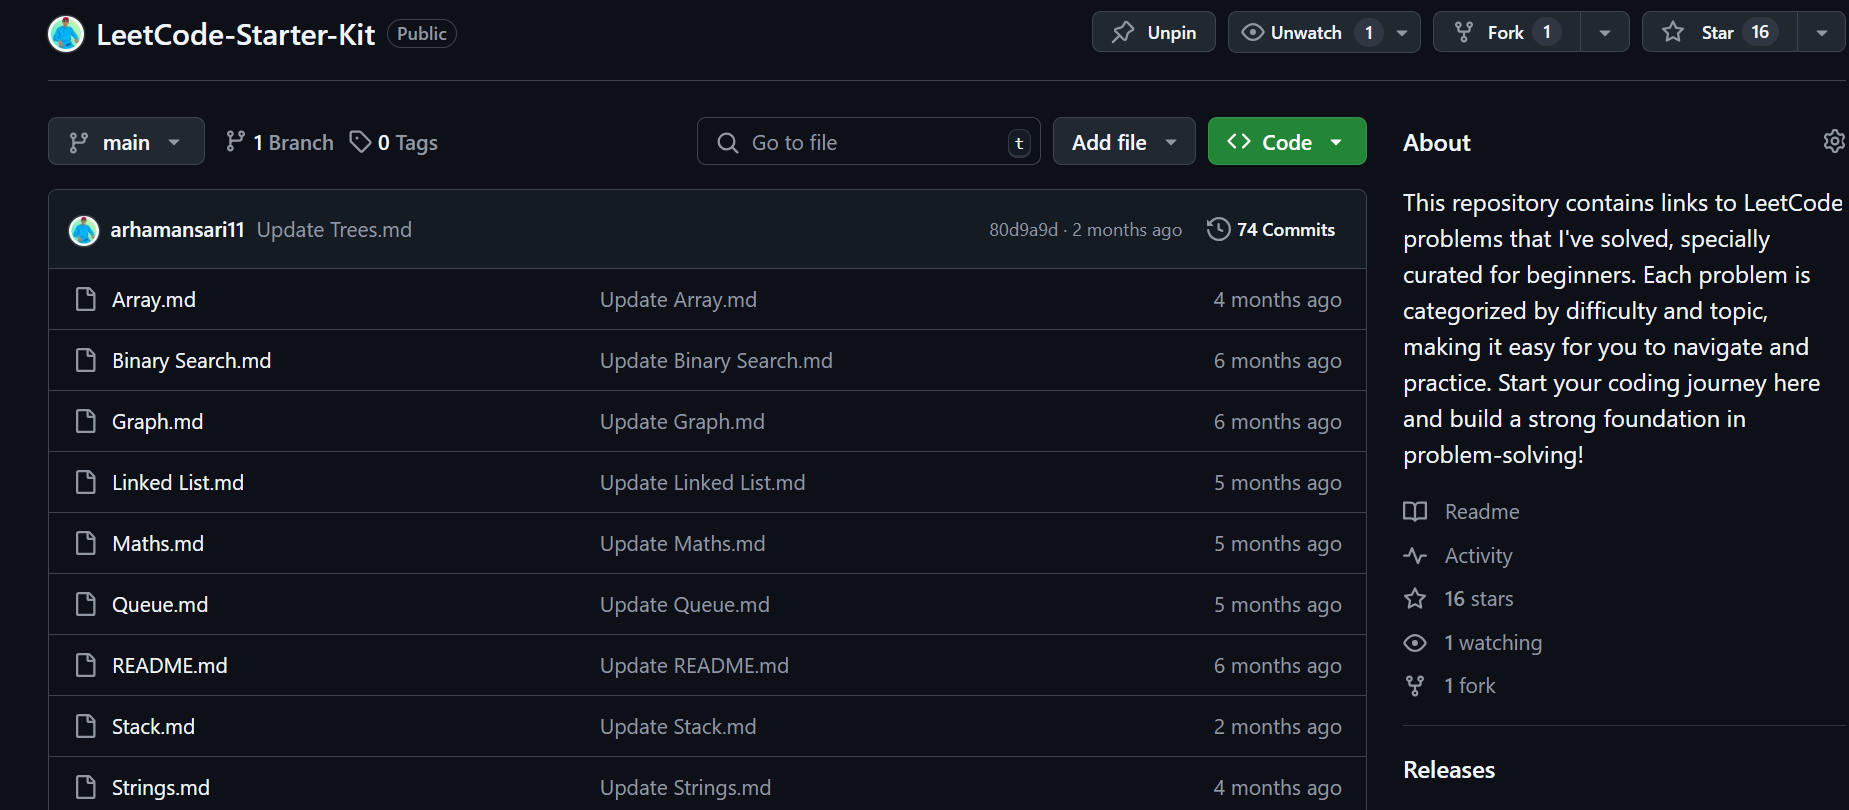 LeetCode-Starter-Kit Public Unpin Unwatch 1 Fork 1 Star 16
main 1 Branch 0 Tags Go to file t Add file Code
arhamansari11 Update Trees.md 80d9a9d · 2 months ago 74 Commits
Array.md Update Array.md 4 months ago
Binary Search.md Update Binary Search.md 6 months ago
Graph.md Update Graph.md 6 months ago
Linked List.md Update Linked List.md 5 months ago
Maths.md Update Maths.md 5 months ago
Queue.md Update Queue.md 5 months ago
README.md Update README.md 6 months ago
Stack.md Update Stack.md 2 months ago
Strings.md Update Strings.md 4 months ago
About
This repository contains links to LeetCode
problems that I've solved, specially
curated for beginners. Each problem is
categorized by difficulty and topic,
making it easy for you to navigate and
practice. Start your coding journey here
and build a strong foundation in
problem-solving!
Readme
Activity
16 stars
1 watching
1 fork
Releases